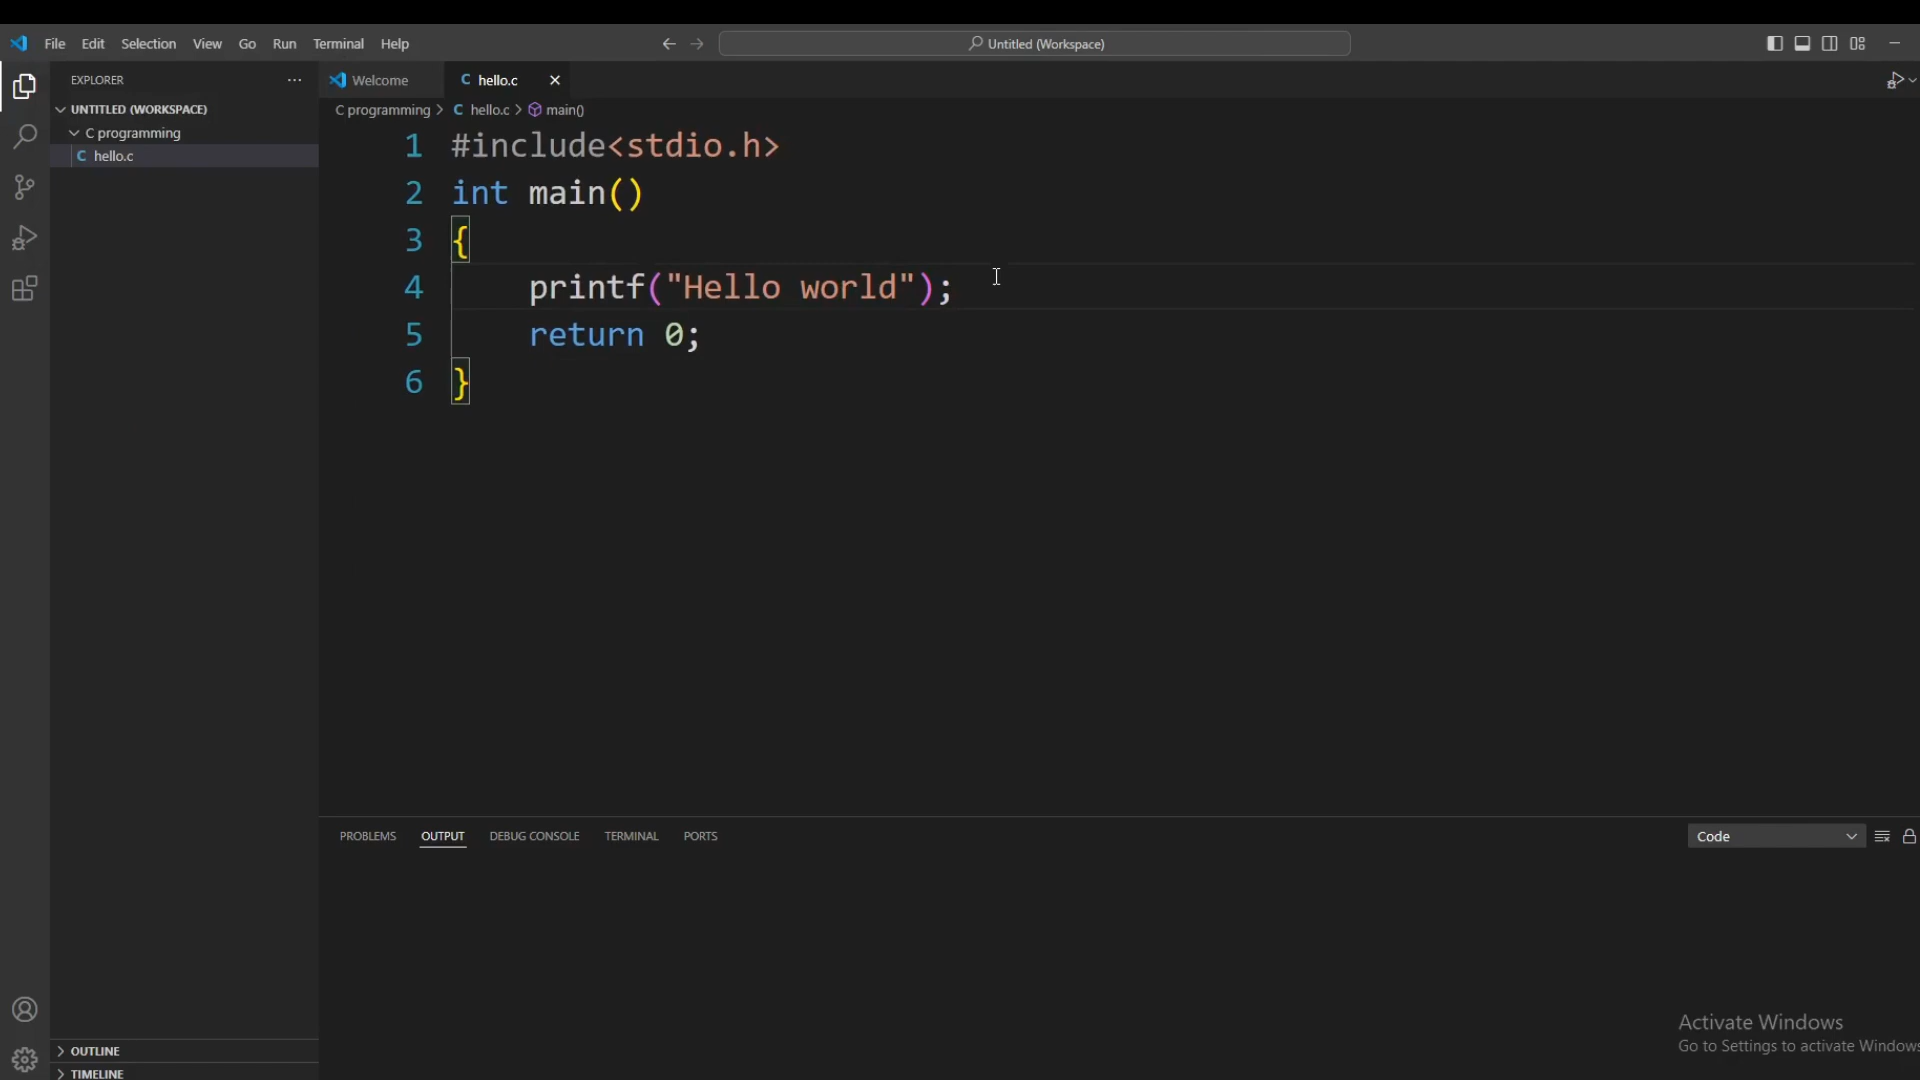 File Edit Selection View Go Run Terminal Help
Untitled (Workspace)
EXPLORER
UNTITLED (WORKSPACE)
C programming
C hello.c
OUTLINE
TIMELINE
Welcome
C hello.c
C programming > C hello.c > main()
1 #include<stdio.h>
2 int main()
3 {
4     printf("Hello world");
5     return 0;
6 }
PROBLEMS OUTPUT DEBUG CONSOLE TERMINAL PORTS
Code
Activate Windows
Go to Settings to activate Windows